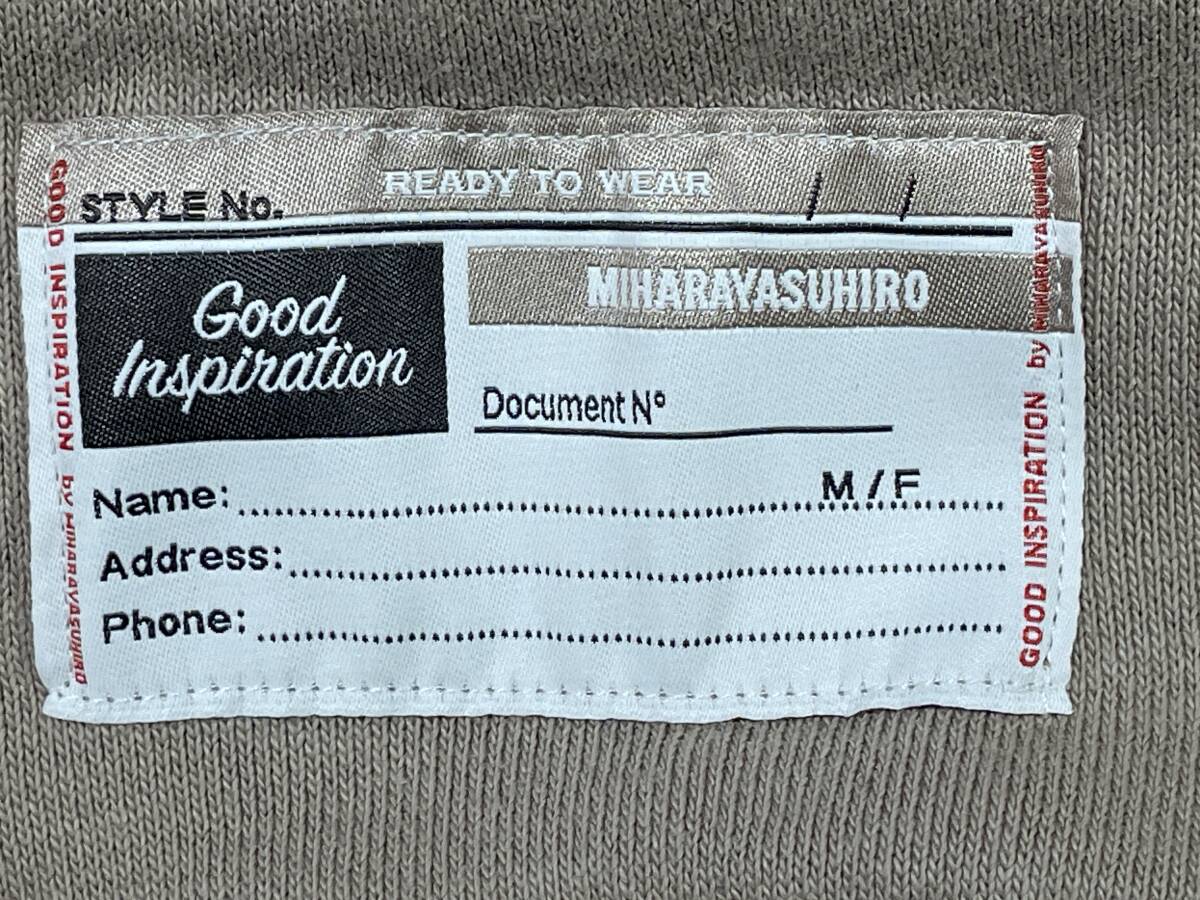 READY TO WEAR
STYLE No. / /
Good
Inspiration
MIHARAYASUHIRO
Document Nº
Name: M / F
Address:
Phone:
GOOD INSPIRATION by MIHARAYASUHIRO
GOOD INSPIRATION by MIHARAYASUHIRO